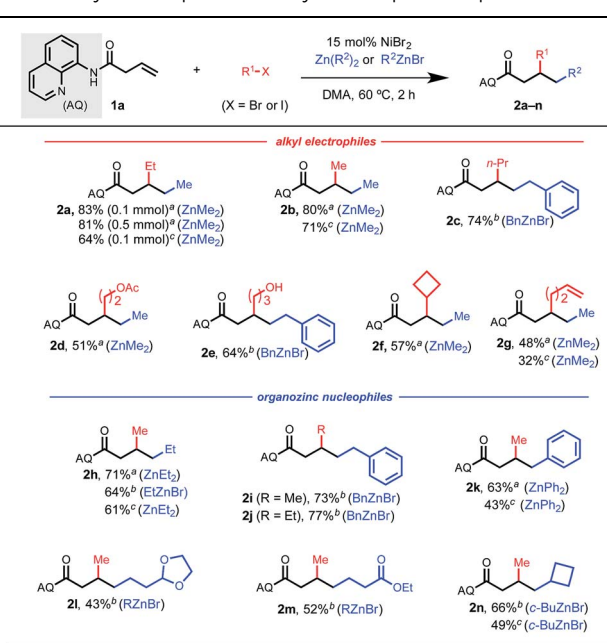 15 mol% NiBr2
Zn(R2)2 or R2ZnBr
DMA, 60 ºC, 2 h
O
N
H
N
(AQ)
1a
+
R1–X
(X = Br or I)
O
R1
AQ
R2
2a–n
alkyl electrophiles
O
Et
AQ
Me
2a, 83% (0.1 mmol)a (ZnMe2)
81% (0.5 mmol)a (ZnMe2)
64% (0.1 mmol)c (ZnMe2)
O
Me
AQ
Me
2b, 80%a (ZnMe2)
71%c (ZnMe2)
O
n-Pr
AQ
2c, 74%b (BnZnBr)
O
( )2 OAc
AQ
Me
2d, 51%a (ZnMe2)
O
( )3 OH
AQ
2e, 64%b (BnZnBr)
O
AQ
Me
2f, 57%a (ZnMe2)
O
( )2
AQ
Me
2g, 48%a (ZnMe2)
32%c (ZnMe2)
organozinc nucleophiles
O
Me
AQ
Et
2h, 71%a (ZnEt2)
64%b (EtZnBr)
61%c (ZnEt2)
O
R
AQ
2i (R = Me), 73%b (BnZnBr)
2j (R = Et), 77%b (BnZnBr)
O
Me
AQ
2k, 63%a (ZnPh2)
43%c (ZnPh2)
O
Me
AQ
O
O
2l, 43%b (RZnBr)
O
Me
O
AQ
OEt
2m, 52%b (RZnBr)
O
Me
AQ
2n, 66%b (c-BuZnBr)
49%c (c-BuZnBr)